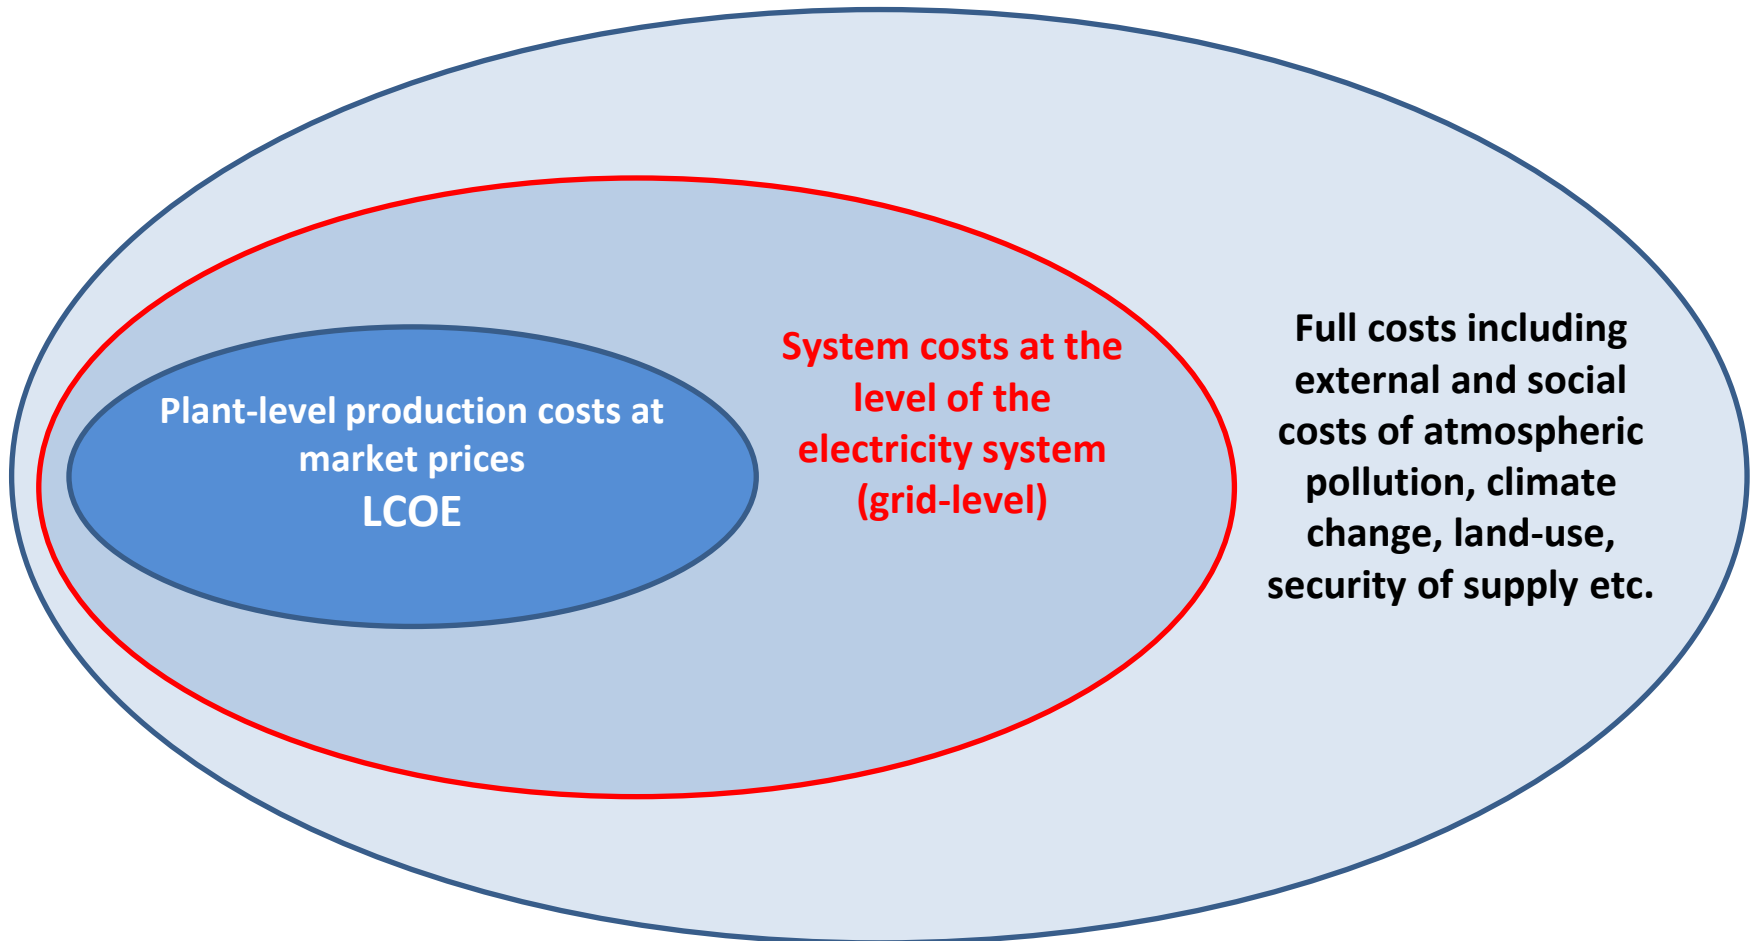 Plant-level production costs at
market prices
LCOE
System costs at the
level of the
electricity system
(grid-level)
Full costs including
external and social
costs of atmospheric
pollution, climate
change, land-use,
security of supply etc.